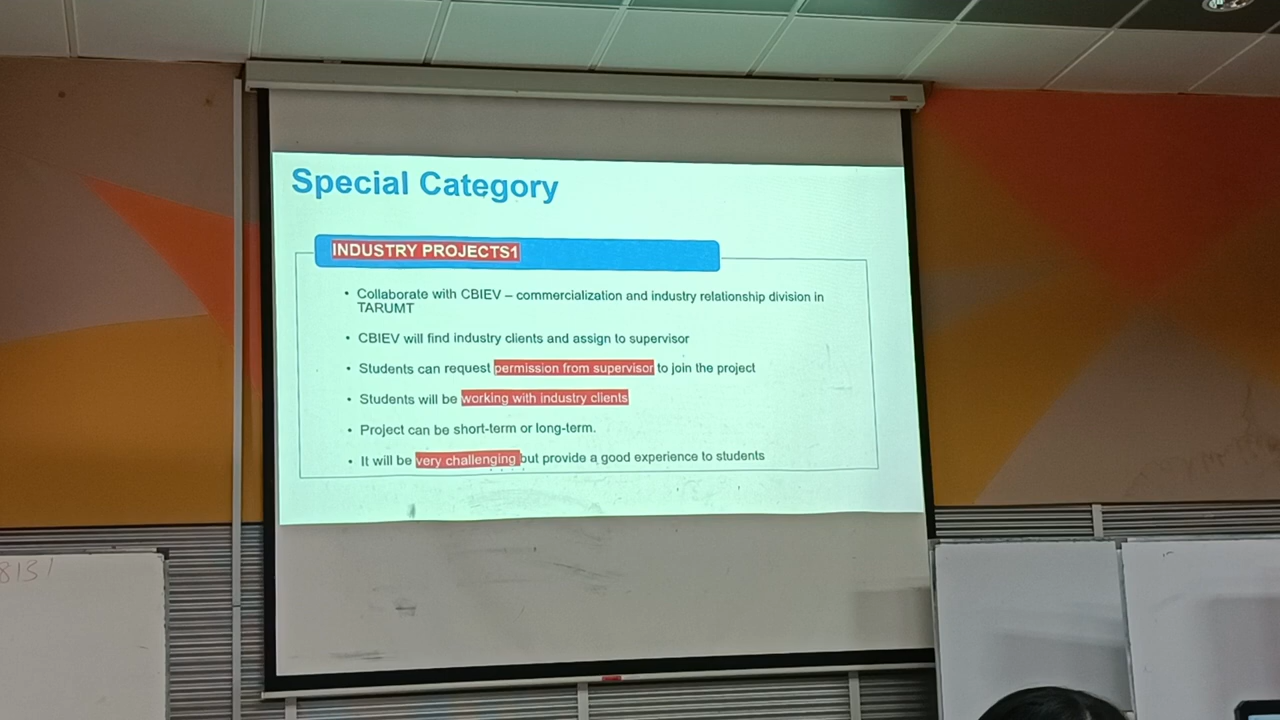 Special Category
INDUSTRY PROJECTS1
• Collaborate with CBIEV – commercialization and industry relationship division in
TARUMT
• CBIEV will find industry clients and assign to supervisor
• Students can request permission from supervisor to join the project
• Students will be working with industry clients
• Project can be short-term or long-term.
• It will be very challenging but provide a good experience to students
8131